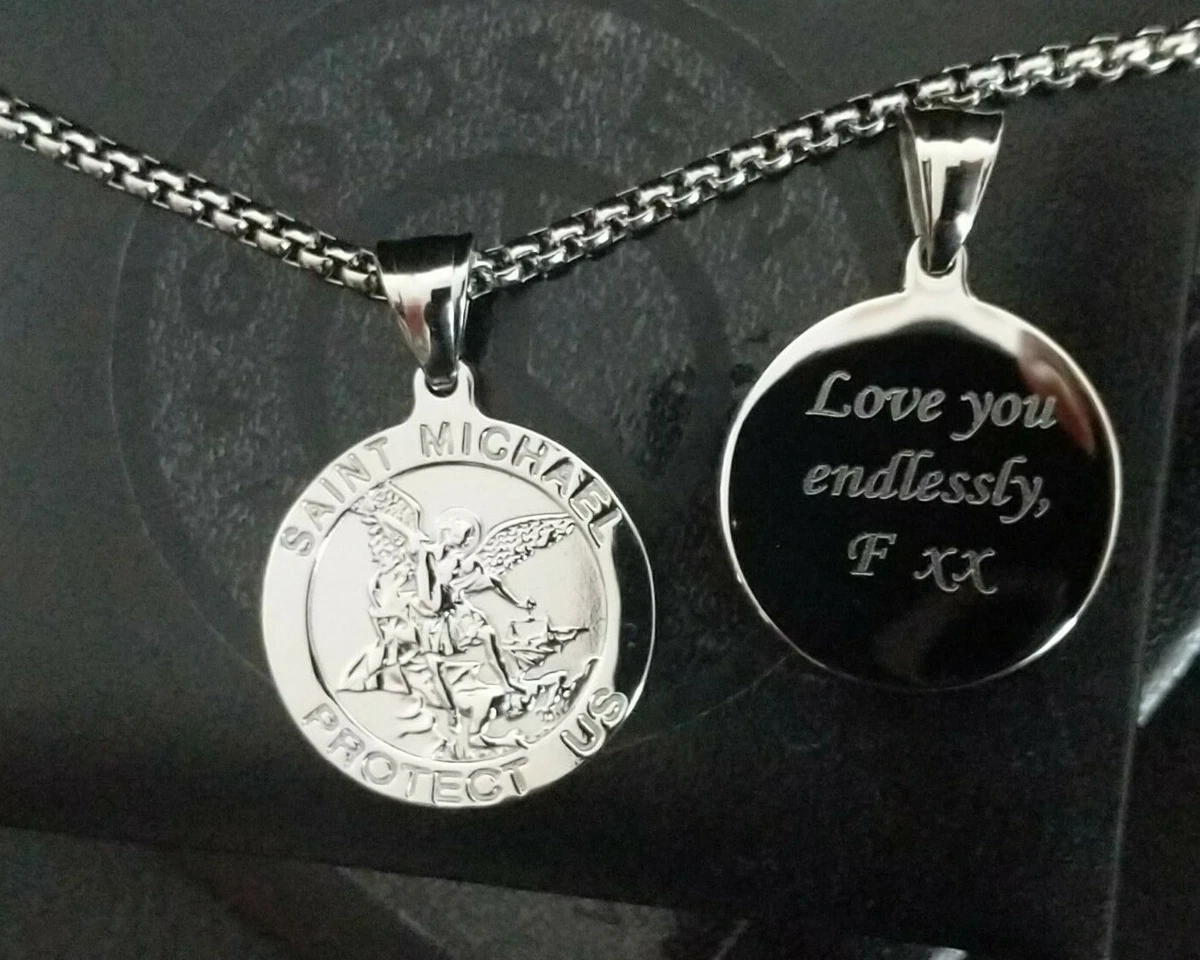 SAINT MICHAEL
PROTECT US
Love you
endlessly,
F xx